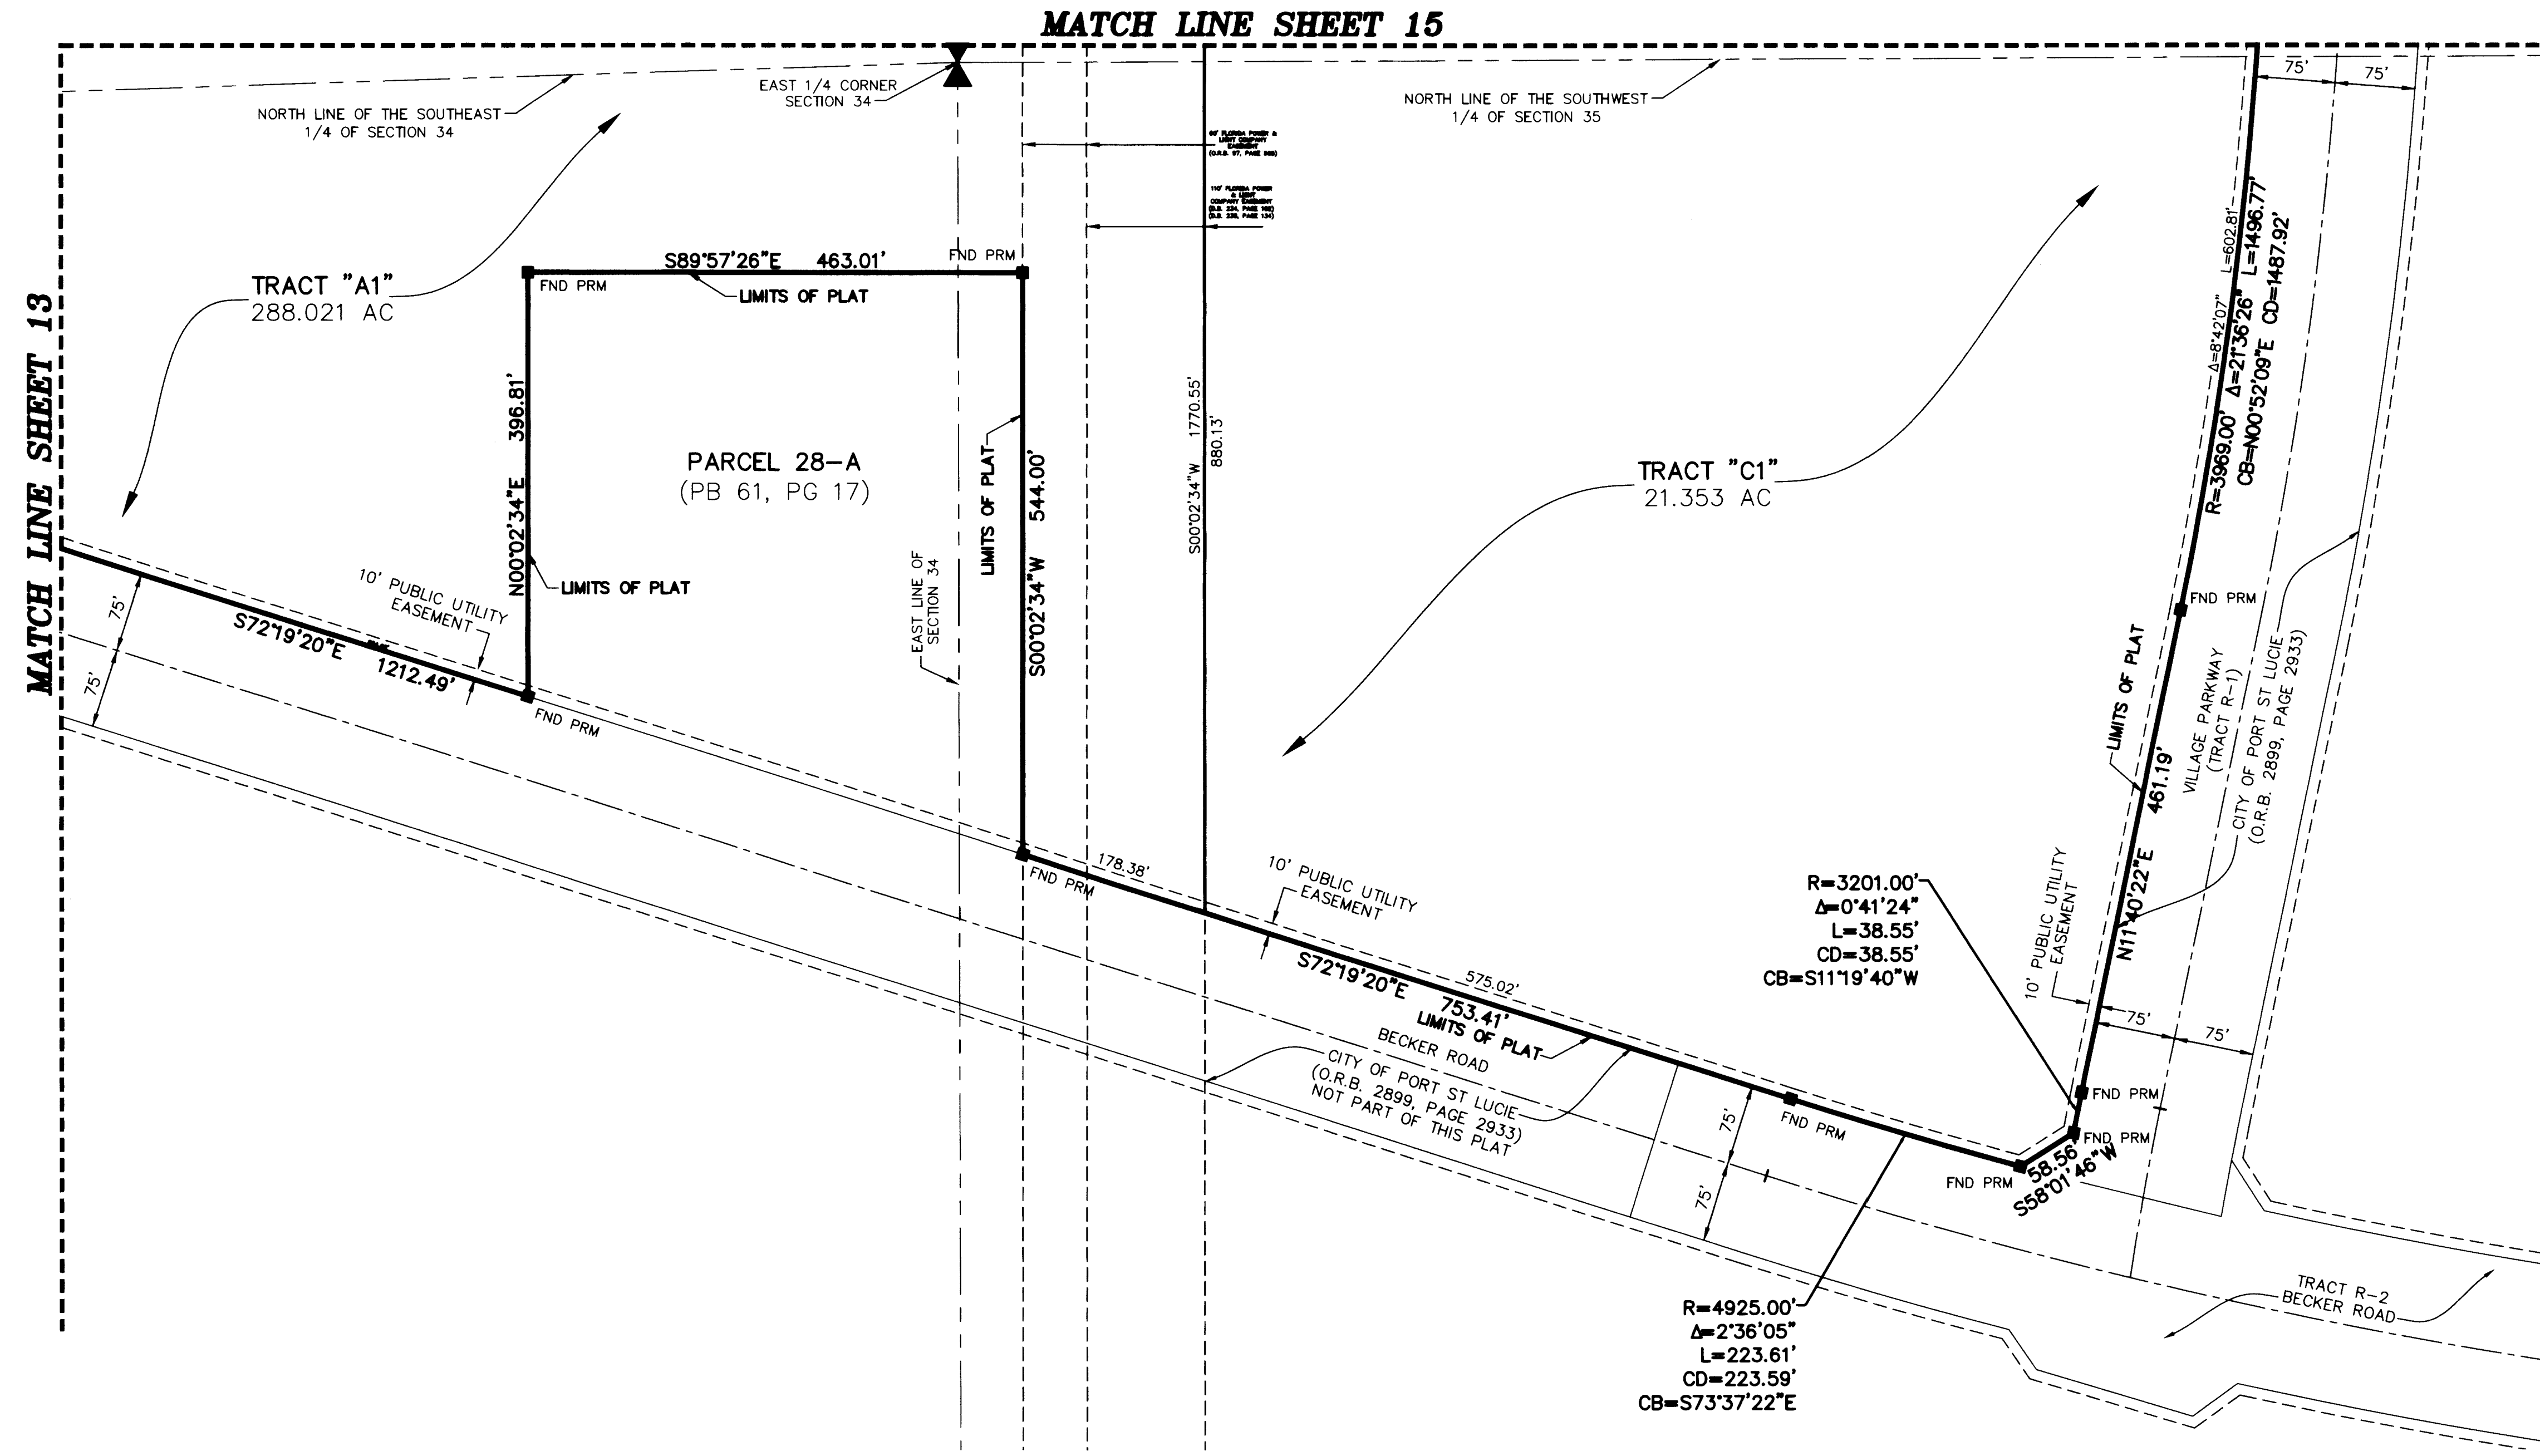 MATCH LINE SHEET 15
MATCH LINE SHEET 13
NORTH LINE OF THE SOUTHEAST
1/4 OF SECTION 34
EAST 1/4 CORNER
SECTION 34
60' FLORIDA POWER &
LIGHT COMPANY
EASEMENT
110' FLORIDA POWER
& LIGHT
COMPANY EASEMENT
NORTH LINE OF THE SOUTHWEST
1/4 OF SECTION 35
75'
75'
TRACT "A1"
288.021 AC
S89°57'26"E 463.01'
FND PRM
FND PRM
LIMITS OF PLAT
N00°02'34"E 396.81'
LIMITS OF PLAT
PARCEL 28-A
(PB 61, PG 17)
LIMITS OF PLAT
S00°02'34"W 544.00'
EAST LINE OF
SECTION 34
S00°02'34"W 1770.55'
880.13'
TRACT "C1"
21.353 AC
Δ=8°42'07" L=602.81'
R=3969.00' Δ=21°36'26" L=1496.77'
CB=N00°52'09"E CD=1487.92'
FND PRM
10' PUBLIC UTILITY
EASEMENT
75'
75'
S72°19'20"E 1212.49'
FND PRM
LIMITS OF PLAT
N11°40'22"E 461.19'
VILLAGE PARKWAY
(TRACT R-1)
CITY OF PORT ST LUCIE
(O.R.B. 2899, PAGE 2933)
10' PUBLIC UTILITY
EASEMENT
75'
75'
FND PRM
178.38'
10' PUBLIC UTILITY
EASEMENT
S72°19'20"E 753.41'
575.02'
LIMITS OF PLAT
BECKER ROAD
CITY OF PORT ST LUCIE
(O.R.B. 2899, PAGE 2933)
NOT PART OF THIS PLAT
R=3201.00'
Δ=0°41'24"
L=38.55'
CD=38.55'
CB=S11°19'40"W
FND PRM
FND PRM
FND PRM
FND PRM
58.56'
S58°01'46"W
75'
75'
R=4925.00'
Δ=2°36'05"
L=223.61'
CD=223.59'
CB=S73°37'22"E
TRACT R-2
BECKER ROAD